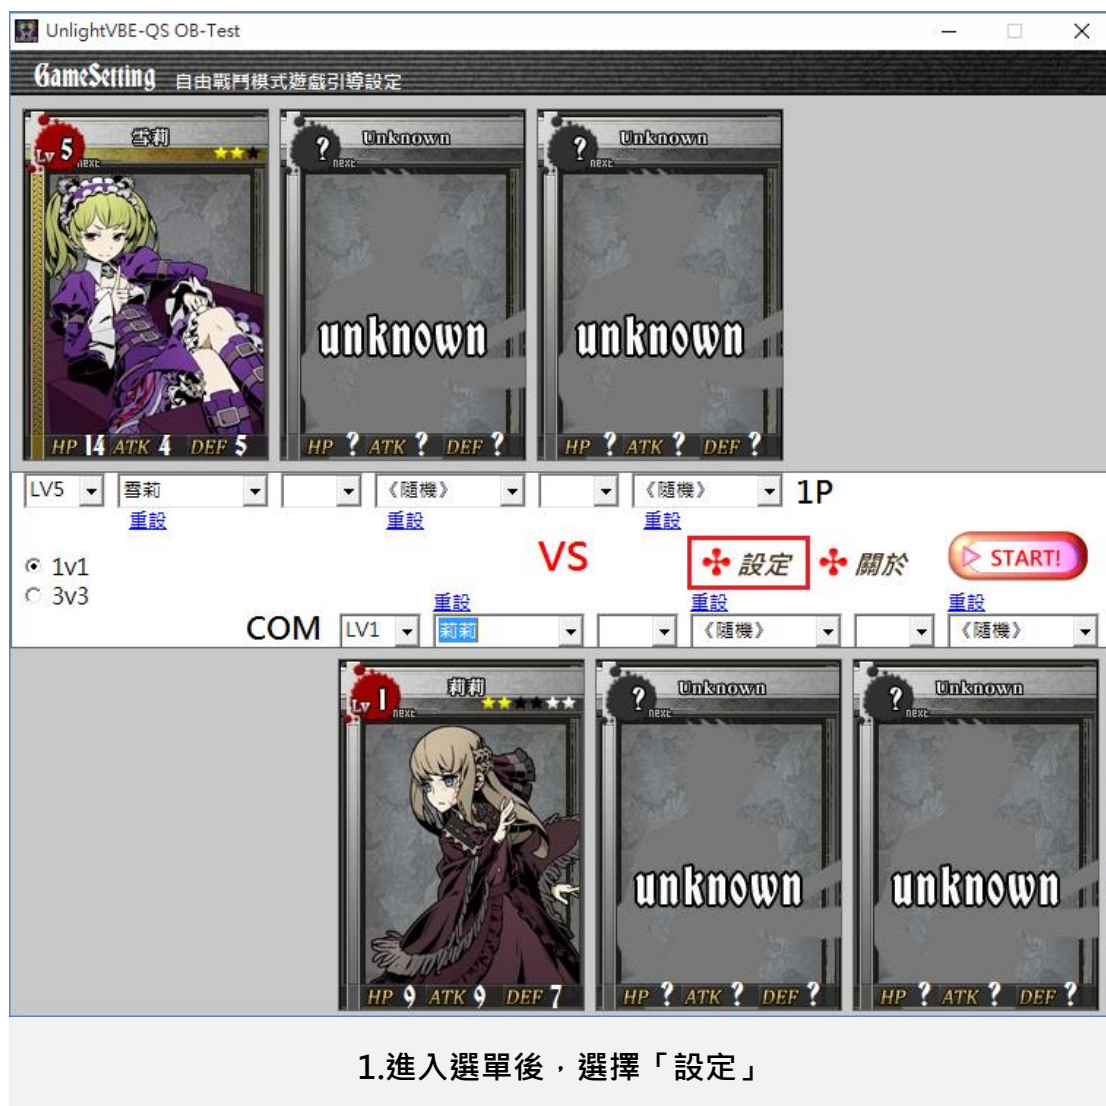 UnlightVBE-QS OB-Test
GameSetting 自由戰鬥模式遊戲引導設定
Lv 5 next 雪莉
? next Unknown
? next Unknown
unknown
unknown
HP 14 ATK 4 DEF 5
HP ? ATK ? DEF ?
HP ? ATK ? DEF ?
LV5 雪莉 《隨機》 《隨機》 1P
重設 重設 重設
1v1
3v3
VS
設定 關於 START!
重設 重設 重設
COM LV1 莉莉 《隨機》 《隨機》
Lv 1 next 莉莉
? next Unknown
? next Unknown
unknown
unknown
HP 9 ATK 9 DEF 7
HP ? ATK ? DEF ?
HP ? ATK ? DEF ?
1.進入選單後，選擇「設定」